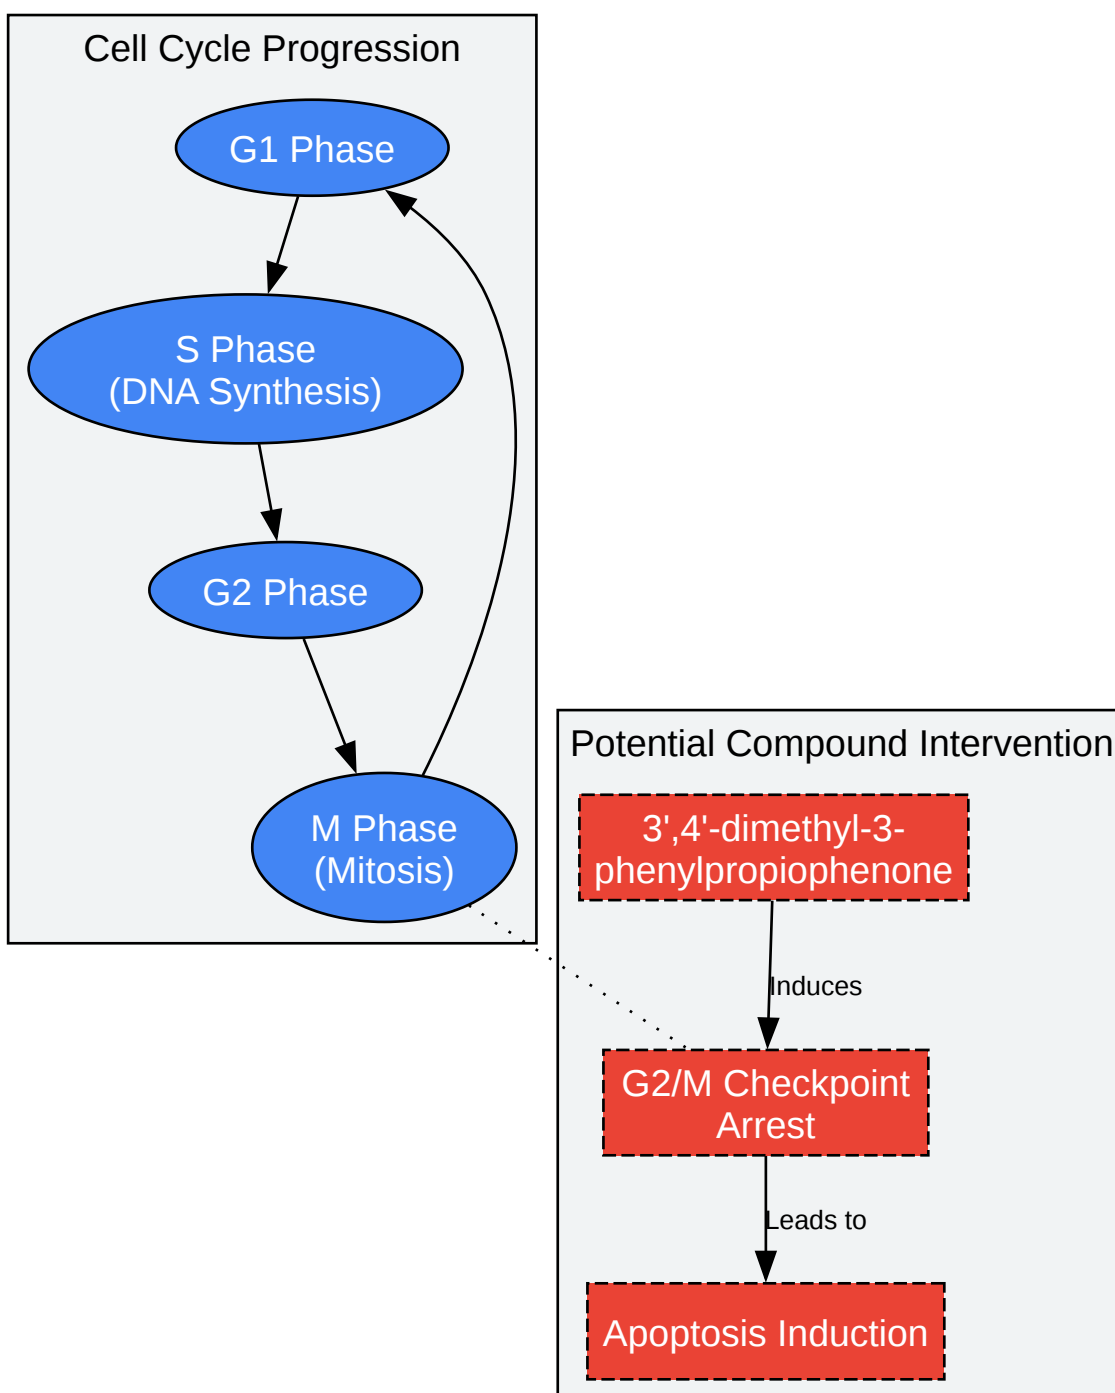 Cell Cycle Progression
G1 Phase
S Phase
(DNA Synthesis)
G2 Phase
M Phase
(Mitosis)
Potential Compound Intervention
3',4'-dimethyl-3-
phenylpropiophenone
Induces
G2/M Checkpoint
Arrest
Leads to
Apoptosis Induction